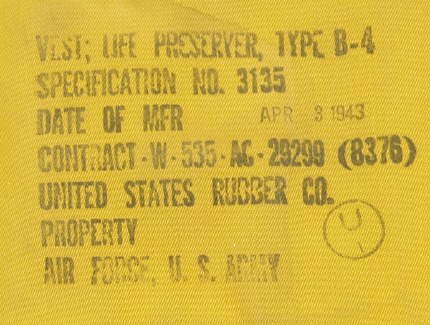 VEST; LIFE PRESERVER, TYPE B-4
SPECIFICATION NO. 3135
DATE OF MFR APR 3 1943
CONTRACT-W-535-AC-29299 (8376)
UNITED STATES RUBBER CO.
PROPERTY
AIR FORCE, U. S. ARMY
U